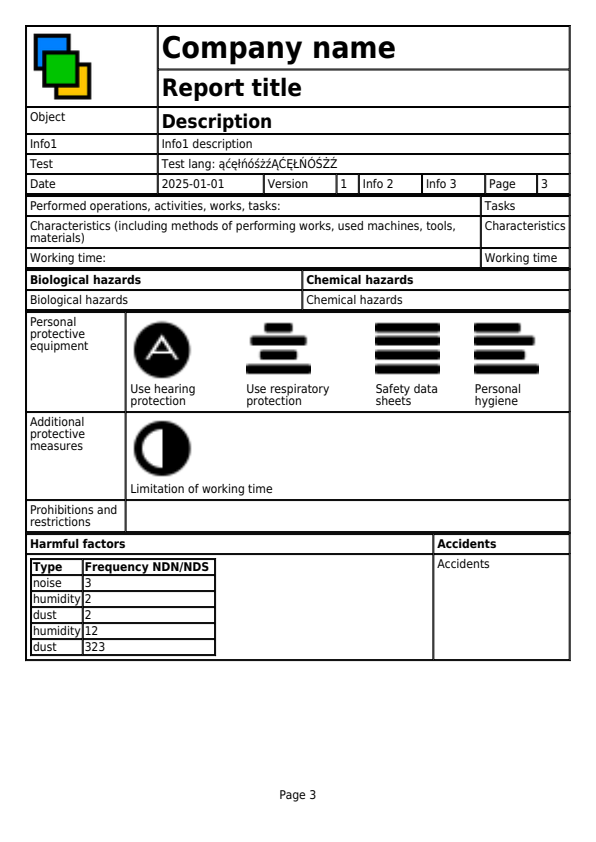 Company name
Report title
Object Description
Info1 Info1 description
Test Test lang: ąćęłńóśżźĄĆĘŁŃÓŚŻŹ
Date 2025-01-01 Version 1 Info 2 Info 3 Page 3
Performed operations, activities, works, tasks: Tasks
Characteristics (including methods of performing works, used machines, tools,
materials)
Characteristics
Working time: Working time
Biological hazards Chemical hazards
Biological hazards Chemical hazards
Personal
protective
equipment
A
Use hearing
protection
Use respiratory
protection
Safety data
sheets
Personal
hygiene
Additional
protective
measures
Limitation of working time
Prohibitions and
restrictions
Harmful factors Accidents
Type Frequency NDN/NDS
noise 3
humidity 2
dust 2
humidity 12
dust 323
Accidents
Page 3